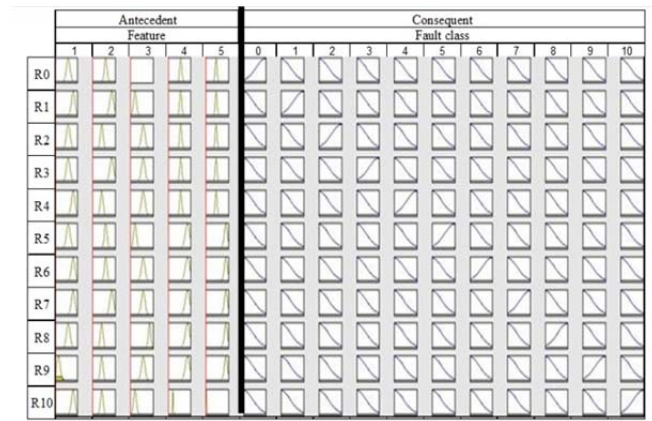 Antecedent Consequent
Feature Fault class
1 2 3 4 5 0 1 2 3 4 5 6 7 8 9 10
R0
R1
R2
R3
R4
R5
R6
R7
R8
R9
R10